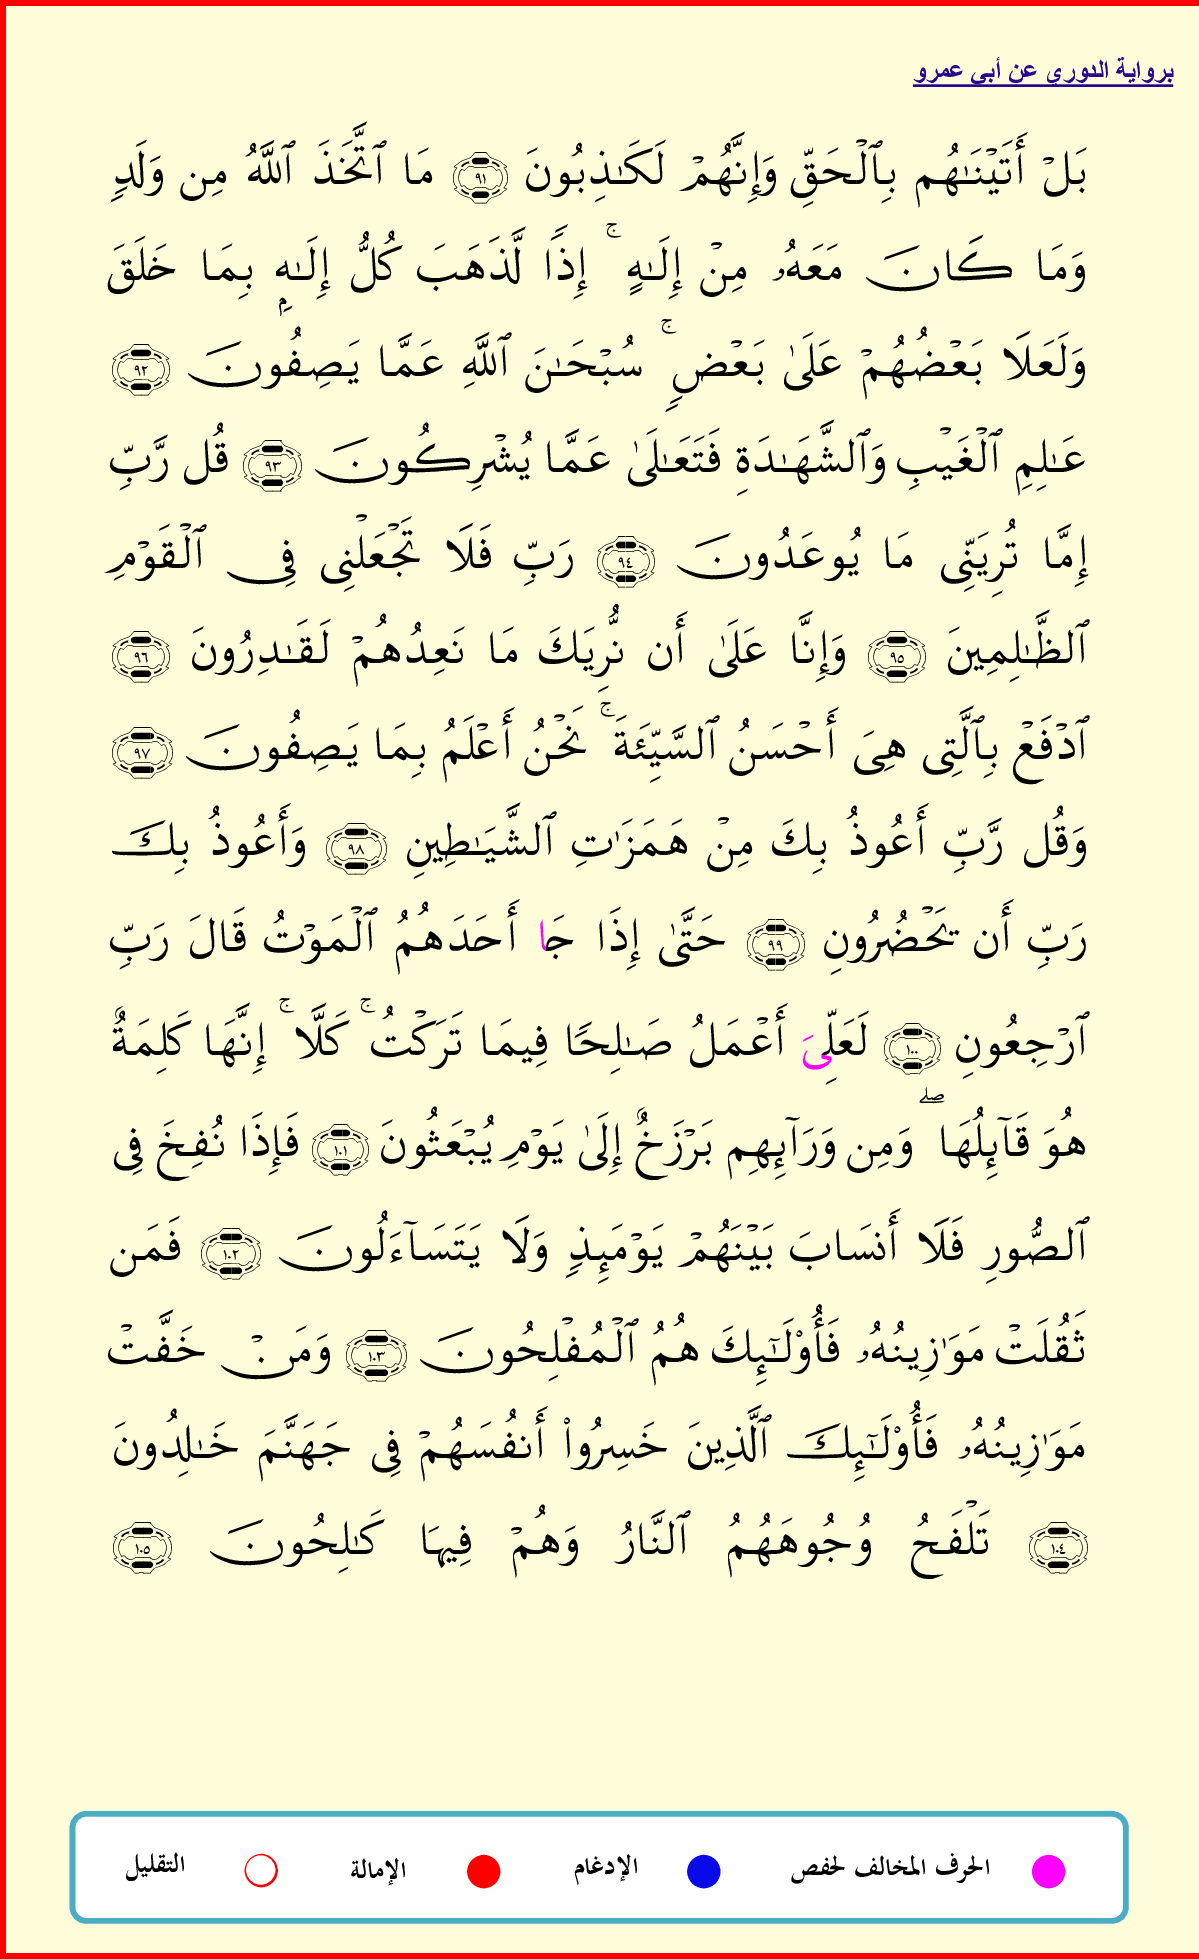 برواية الدوري عن أبي عمرو
بَلۡ أَتَيۡنَٰهُم بِٱلۡحَقِّ وَإِنَّهُمۡ لَكَٰذِبُونَ ٩١ مَا ٱتَّخَذَ ٱللَّهُ مِن وَلَدٖ
وَمَا كَانَ مَعَهُۥ مِنۡ إِلَٰهٍۚ إِذٗا لَّذَهَبَ كُلُّ إِلَٰهِۭ بِمَا خَلَقَ
وَلَعَلَا بَعۡضُهُمۡ عَلَىٰ بَعۡضٖۚ سُبۡحَٰنَ ٱللَّهِ عَمَّا يَصِفُونَ ٩٢
عَٰلِمِ ٱلۡغَيۡبِ وَٱلشَّهَٰدَةِ فَتَعَٰلَىٰ عَمَّا يُشۡرِكُونَ ٩٣ قُل رَّبِّ
إِمَّا تُرِيَنِّي مَا يُوعَدُونَ ٩٤ رَبِّ فَلَا تَجۡعَلۡنِي فِي ٱلۡقَوۡمِ
ٱلظَّٰلِمِينَ ٩٥ وَإِنَّا عَلَىٰ أَن نُّرِيَكَ مَا نَعِدُهُمۡ لَقَٰدِرُونَ ٩٦
ٱدۡفَعۡ بِٱلَّتِي هِيَ أَحۡسَنُ ٱلسَّيِّئَةَۚ نَحۡنُ أَعۡلَمُ بِمَا يَصِفُونَ ٩٧
وَقُل رَّبِّ أَعُوذُ بِكَ مِنۡ هَمَزَٰتِ ٱلشَّيَٰطِينِ ٩٨ وَأَعُوذُ بِكَ
رَبِّ أَن يَحۡضُرُونِ ٩٩ حَتَّىٰ إِذَا جَا أَحَدَهُمُ ٱلۡمَوۡتُ قَالَ رَبِّ
ٱرۡجِعُونِ ١٠٠ لَعَلِّيَ أَعۡمَلُ صَٰلِحٗا فِيمَا تَرَكۡتُۚ كَلَّاۚ إِنَّهَا كَلِمَةٌ
هُوَ قَآئِلُهَاۖ وَمِن وَرَآئِهِم بَرۡزَخٌ إِلَىٰ يَوۡمِ يُبۡعَثُونَ ١٠١ فَإِذَا نُفِخَ فِي
ٱلصُّورِ فَلَا أَنسَابَ بَيۡنَهُمۡ يَوۡمَئِذٖ وَلَا يَتَسَآءَلُونَ ١٠٢ فَمَن
ثَقُلَتۡ مَوَٰزِينُهُۥ فَأُوْلَٰٓئِكَ هُمُ ٱلۡمُفۡلِحُونَ ١٠٣ وَمَنۡ خَفَّتۡ
مَوَٰزِينُهُۥ فَأُوْلَٰٓئِكَ ٱلَّذِينَ خَسِرُواْ أَنفُسَهُمۡ فِي جَهَنَّمَ خَٰلِدُونَ
١٠٤ تَلۡفَحُ وُجُوهَهُمُ ٱلنَّارُ وَهُمۡ فِيهَا كَٰلِحُونَ ١٠٥
الحرف المخالف لحفص الإدغام الإمالة التقليل